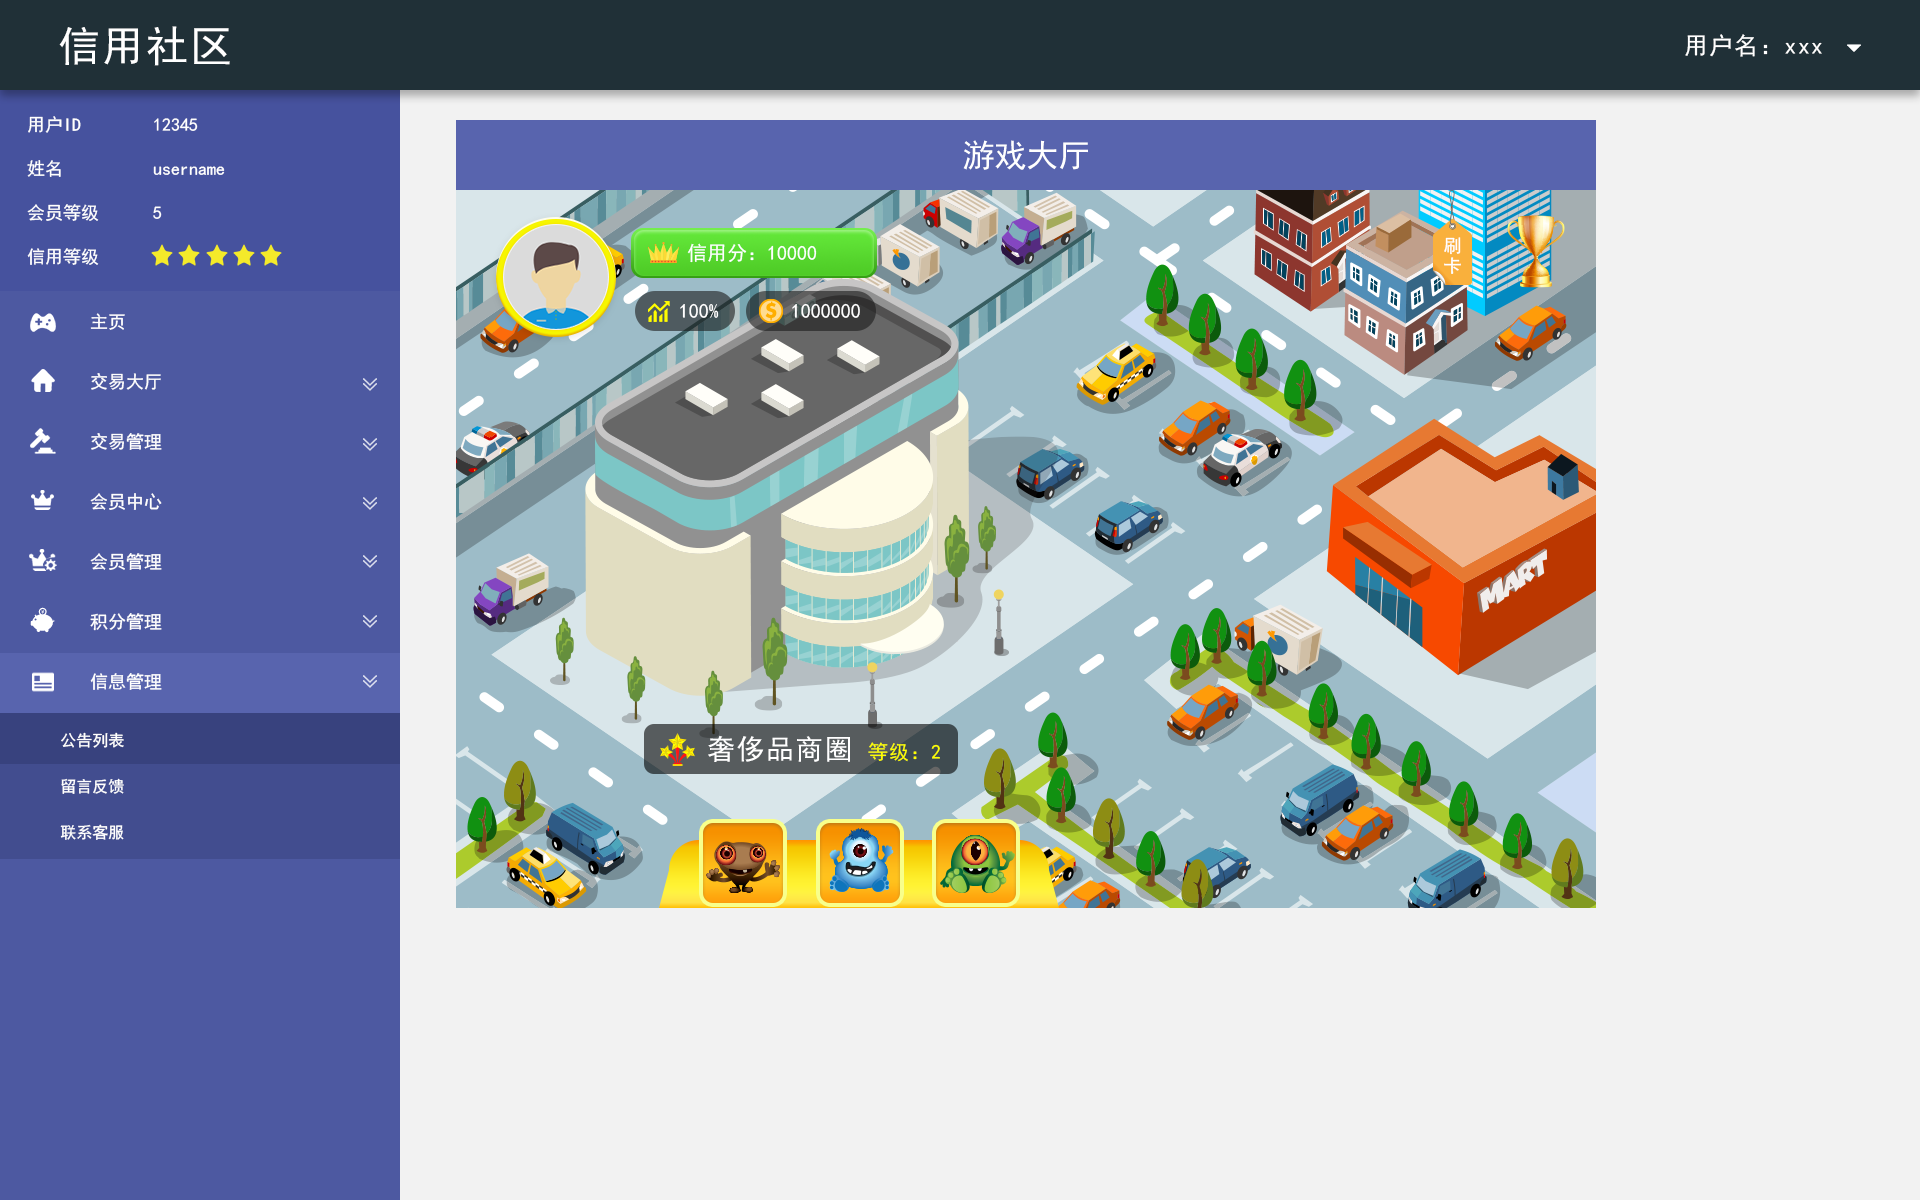 信用社区
用户名：xxx
用户ID 12345
姓名 username
会员等级 5
信用等级
主页
交易大厅
交易管理
会员中心
会员管理
积分管理
信息管理
公告列表
留言反馈
联系客服
游戏大厅
信用分：10000
100%
1000000
刷
卡
MART
奢侈品商圈 等级：2